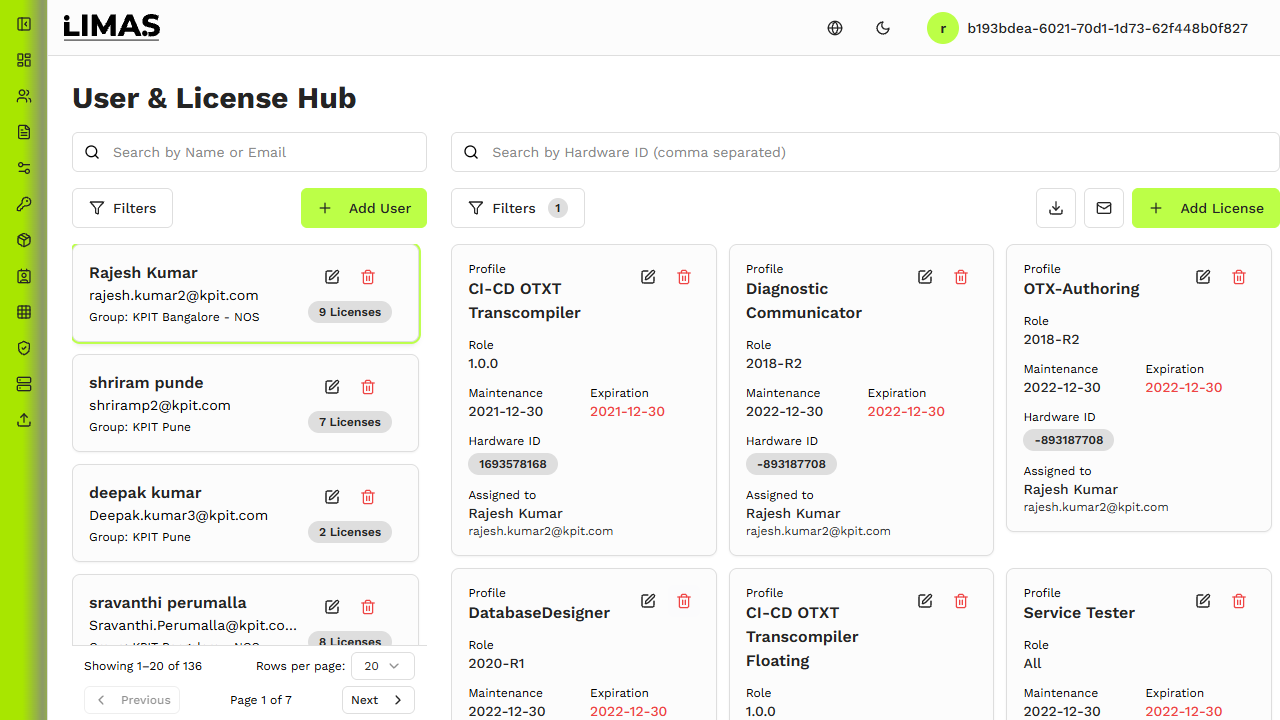 LIMAS
r
b193bdea-6021-70d1-1d73-62f448b0f827
User & License Hub
Search by Name or Email
Search by Hardware ID (comma separated)
Filters
Add User
Filters 1
Add License
Rajesh Kumar
rajesh.kumar2@kpit.com
Group: KPIT Bangalore - NOS
9 Licenses
shriram punde
shriramp2@kpit.com
Group: KPIT Pune
7 Licenses
deepak kumar
Deepak.kumar3@kpit.com
Group: KPIT Pune
2 Licenses
sravanthi perumalla
Sravanthi.Perumalla@kpit.co...
8 Licenses
Showing 1–20 of 136
Rows per page: 20
Previous
Page 1 of 7
Next
Profile
CI-CD OTXT
Transcompiler
Role
1.0.0
Maintenance Expiration
2021-12-30 2021-12-30
Hardware ID
1693578168
Assigned to
Rajesh Kumar
rajesh.kumar2@kpit.com
Profile
Diagnostic
Communicator
Role
2018-R2
Maintenance Expiration
2022-12-30 2022-12-30
Hardware ID
-893187708
Assigned to
Rajesh Kumar
rajesh.kumar2@kpit.com
Profile
OTX-Authoring
Role
2018-R2
Maintenance Expiration
2022-12-30 2022-12-30
Hardware ID
-893187708
Assigned to
Rajesh Kumar
rajesh.kumar2@kpit.com
Profile
DatabaseDesigner
Role
2020-R1
Maintenance Expiration
2022-12-30 2022-12-30
Profile
CI-CD OTXT
Transcompiler
Floating
Role
1.0.0
Profile
Service Tester
Role
All
Maintenance Expiration
2022-12-30 2022-12-30